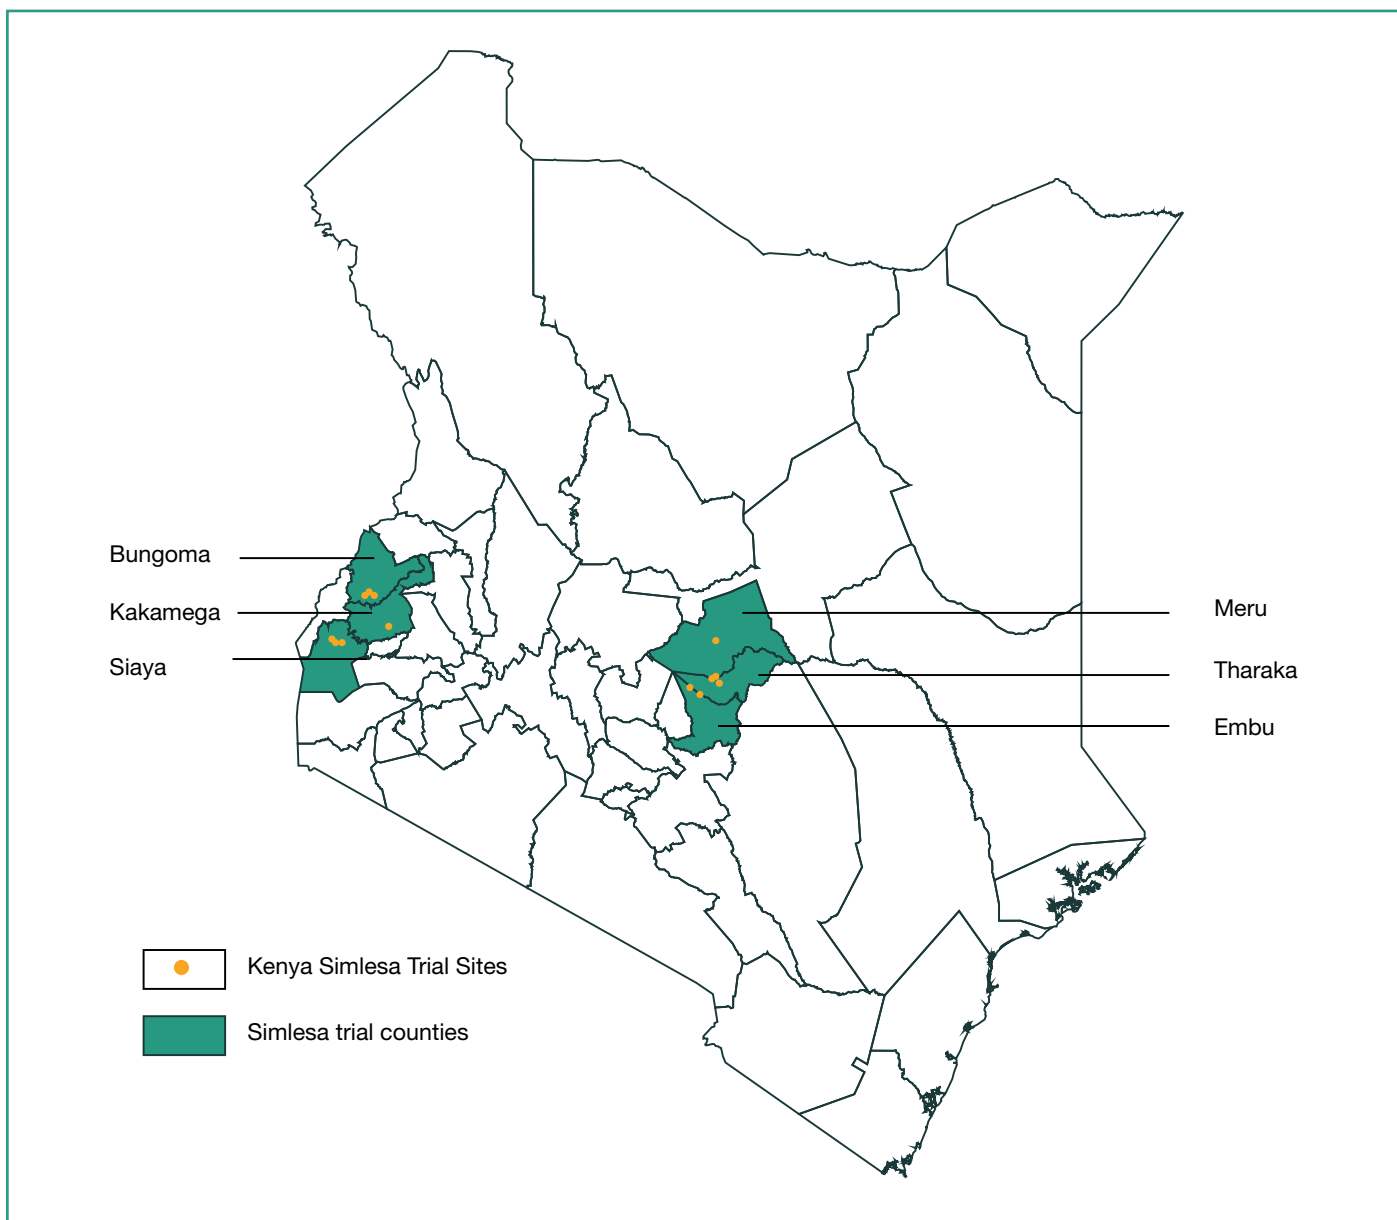 Bungoma
Kakamega
Siaya
Meru
Tharaka
Embu
Kenya Simlesa Trial Sites
Simlesa trial counties